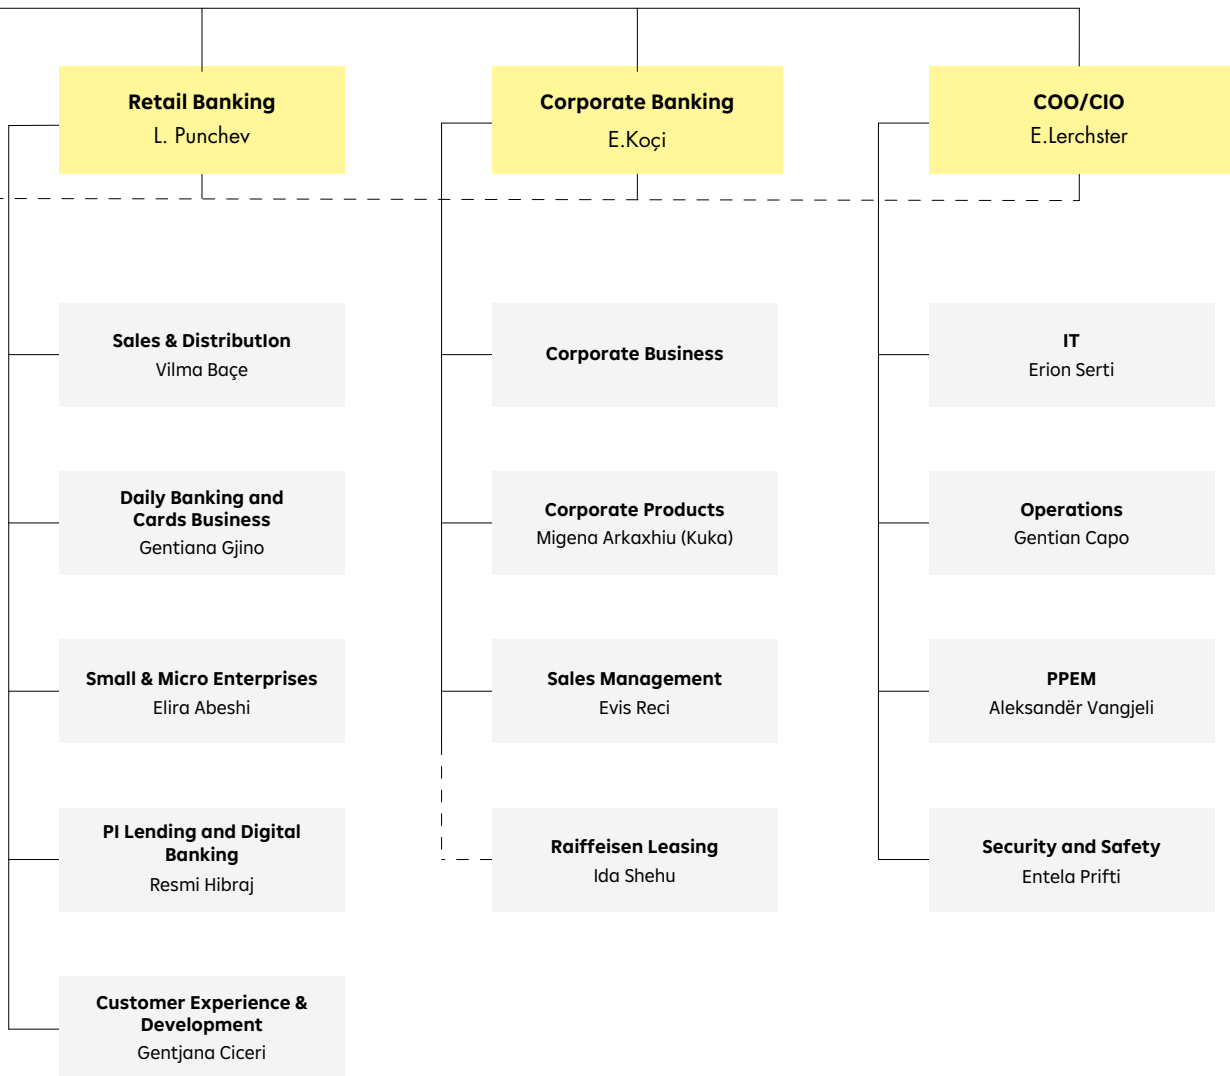 Retail Banking
L. Punchev
Corporate Banking
E.Koçi
COO/CIO
E.Lerchster
Sales & DistributIon
Vilma Baçe
Corporate Business
IT
Erion Serti
Daily Banking and
Cards Business
Gentiana Gjino
Corporate Products
Migena Arkaxhiu (Kuka)
Operations
Gentian Capo
Small & Micro Enterprises
Elira Abeshi
Sales Management
Evis Reci
PPEM
Aleksandër Vangjeli
PI Lending and Digital
Banking
Resmi Hibraj
Raiffeisen Leasing
Ida Shehu
Security and Safety
Entela Prifti
Customer Experience &
Development
Gentjana Ciceri